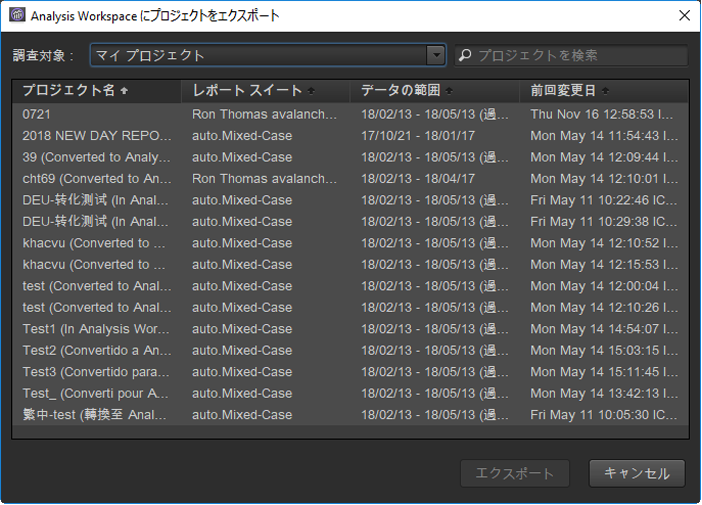 Analysis Workspace にプロジェクトをエクスポート
調査対象： マイ プロジェクト プロジェクトを検索
プロジェクト名 レポート スイート データの範囲 前回変更日
0721 Ron Thomas avalanch... 18/02/13 - 18/05/13 (過... Thu Nov 16 12:58:53 I...
2018 NEW DAY REPO... auto.Mixed-Case 17/10/21 - 18/01/17 Mon May 14 11:54:43 I...
39 (Converted to Analy... auto.Mixed-Case 18/02/13 - 18/05/13 (過... Mon May 14 12:09:44 I...
cht69 (Converted to An... Ron Thomas avalanch... 18/02/13 - 18/04/17 Mon May 14 12:10:01 I...
DEU-转化测试 (In Anal... auto.Mixed-Case 18/02/13 - 18/05/13 (過... Fri May 11 10:22:46 IC...
DEU-转化测试 (In Anal... auto.Mixed-Case 18/02/13 - 18/05/13 (過... Fri May 11 10:29:38 IC...
khacvu (Converted to ... auto.Mixed-Case 18/02/13 - 18/05/13 (過... Mon May 14 12:10:52 I...
khacvu (Converted to ... auto.Mixed-Case 18/02/13 - 18/05/13 (過... Mon May 14 12:15:53 I...
test (Converted to Anal... auto.Mixed-Case 18/02/13 - 18/05/13 (過... Mon May 14 12:00:04 I...
test (Converted to Anal... auto.Mixed-Case 18/02/13 - 18/05/13 (過... Mon May 14 12:10:26 I...
Test1 (In Analysis Wor... auto.Mixed-Case 18/02/13 - 18/05/13 (過... Mon May 14 14:54:07 I...
Test2 (Convertido a An... auto.Mixed-Case 18/02/13 - 18/05/13 (過... Mon May 14 15:03:15 I...
Test3 (Convertido para... auto.Mixed-Case 18/02/13 - 18/05/13 (過... Mon May 14 15:11:45 I...
Test_ (Converti pour A... auto.Mixed-Case 18/02/13 - 18/05/13 (過... Mon May 14 13:42:13 I...
繁中-test (轉換至 Anal... auto.Mixed-Case 18/02/13 - 18/05/13 (過... Fri May 11 10:05:30 IC...
エクスポート キャンセル